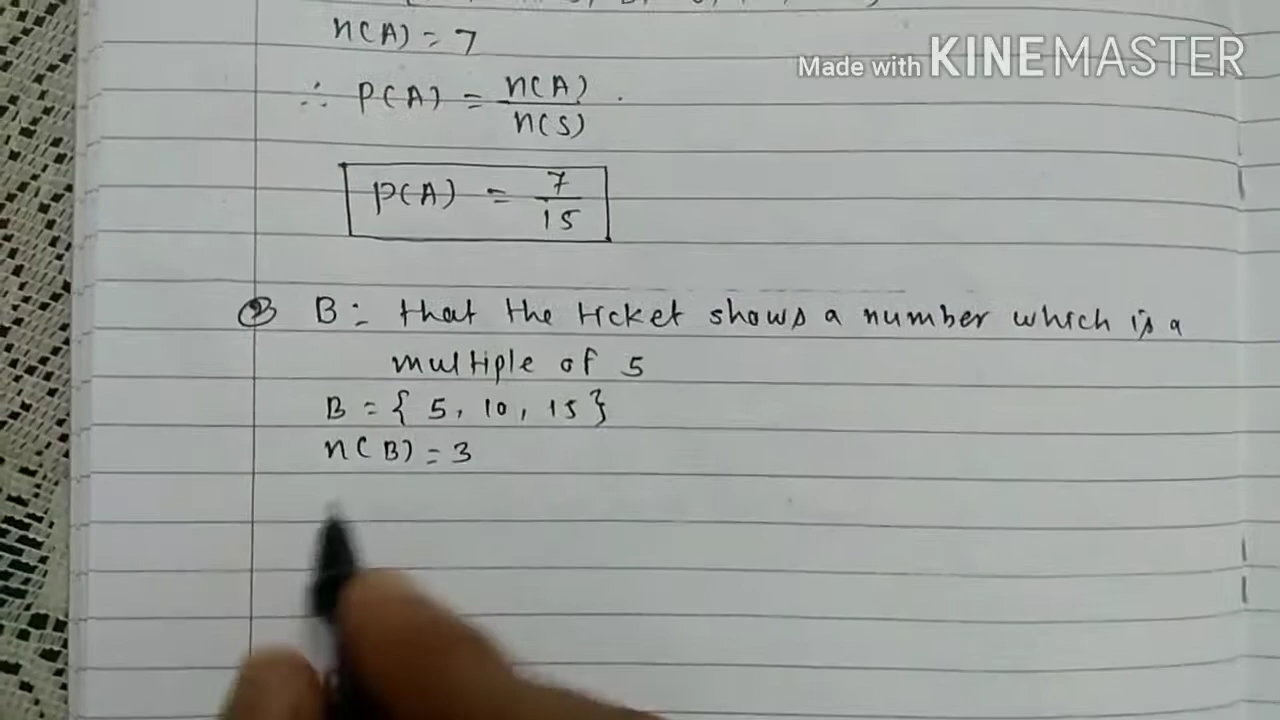 n(A) = 7
Made with KINEMASTER
∴ P(A) = n(A)/n(S) .
P(A) = 7/15
② B = that the ticket shows a number which is a
multiple of 5
B = { 5, 10, 15 }
n(B) = 3